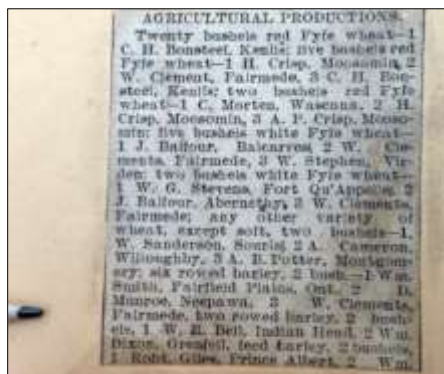 AGRICULTURAL PRODUCTIONS.
Twenty bushels red Fyfe wheat—1
C. H. Bonsteel, Kenlis; five bushels red
Fyfe wheat—1 H. Crisp, Moosomin, 2
W. Clement, Fairmede, 3 C. H. Bon-
steel, Kenlis; two bushels red Fyfe
wheat—1 C. Morten, Wascana, 2 H.
Crisp, Moosomin, 3 A. P. Crisp, Mooso-
min; five bushels white Fyfe wheat—
1 J. Balfour, Balcarres, 2 W. Cle-
ments, Fairmede, 3 W. Stephen, Vir-
den; two bushels white Fyfe wheat—
1 W. G. Stevens, Fort Qu'Appelle, 2
J. Balfour, Abernethy, 3 W. Clements,
Fairmede; any other variety of
wheat, except soft, two bushels—1,
W. Sanderson, Souris, 2 A. Cameron,
Willoughby, 3 A. B. Potter, Montgom-
ery; six rowed barley, 2 bush—1 Wm.
Smith, Fairfield Plains, Ont., 2 D.
Monroe, Neepawa, 3 W. Clements,
Fairmede, two rowed barley, 2 bush-
els, 1 W. R. Bell, Indian Head, 2 Wm.
Dixon, Grenfell, feed barley, 2 bushels,
1 Robt. Giles, Prince Albert, 2 Wm.